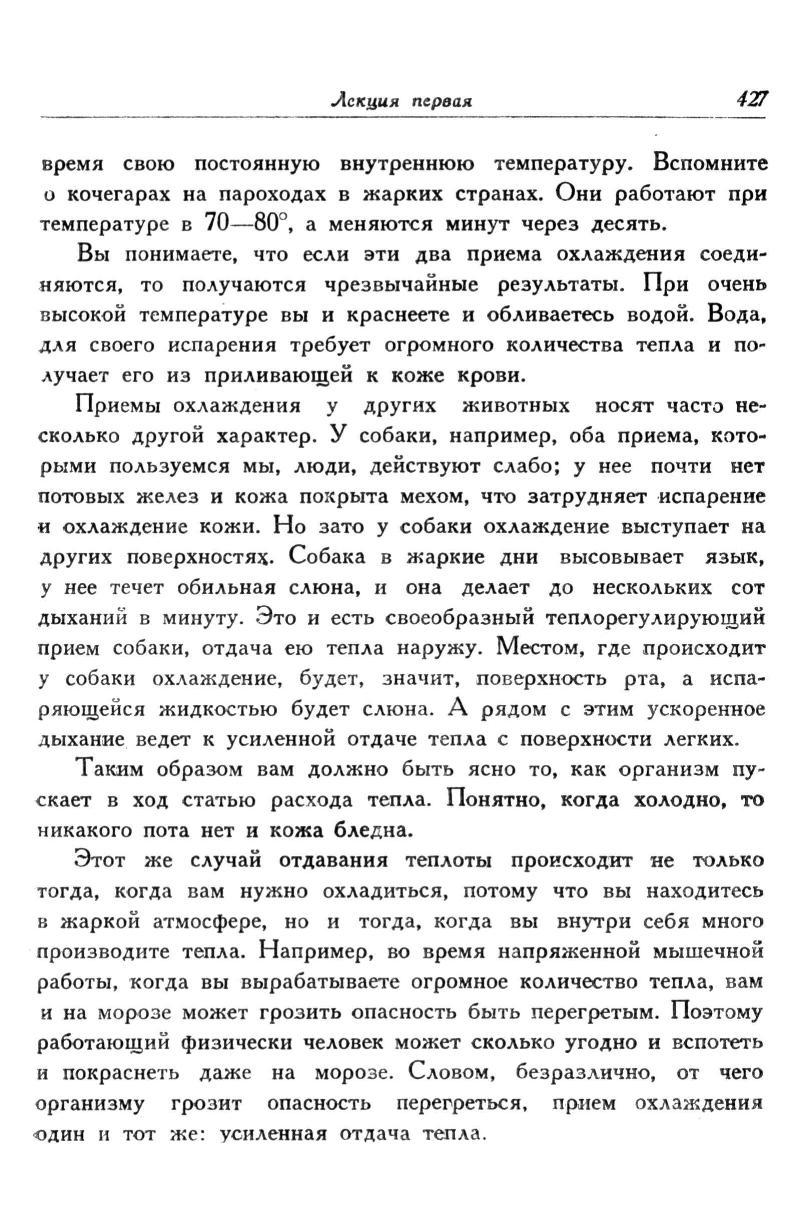 Лекция первая 427
время свою постоянную внутреннюю температуру. Вспомните
о кочегарах на пароходах в жарких странах. Они работают при
температуре в 70—80°, а меняются минут через десять.
Вы понимаете, что если эти два приема охлаждения соеди-
няются, то получаются чрезвычайные результаты. При очень
высокой температуре вы и краснеете и обливаетесь водой. Вода,
для своего испарения требует огромного количества тепла и по-
лучает его из приливающей к коже крови.
Приемы охлаждения у других животных носят часто не-
сколько другой характер. У собаки, например, оба приема, кото-
рыми пользуемся мы, люди, действуют слабо; у нее почти нет
потовых желез и кожа покрыта мехом, что затрудняет испарение
и охлаждение кожи. Но зато у собаки охлаждение выступает на
других поверхностях. Собака в жаркие дни высовывает язык,
у нее течет обильная слюна, и она делает до нескольких сот
дыханий в минуту. Это и есть своеобразный теплорегулирующий
прием собаки, отдача ею тепла наружу. Местом, где происходит
у собаки охлаждение, будет, значит, поверхность рта, а испа-
ряющейся жидкостью будет слюна. А рядом с этим ускоренное
дыхание ведет к усиленной отдаче тепла с поверхности легких.
Таким образом вам должно быть ясно то, как организм пу-
скает в ход статью расхода тепла. Понятно, когда холодно, то
никакого пота нет и кожа бледна.
Этот же случай отдавания теплоты происходит не только
тогда, когда вам нужно охладиться, потому что вы находитесь
в жаркой атмосфере, но и тогда, когда вы внутри себя много
производите тепла. Например, во время напряженной мышечной
работы, когда вы вырабатываете огромное количество тепла, вам
и на морозе может грозить опасность быть перегретым. Поэтому
работающий физически человек может сколько угодно и вспотеть
и покраснеть даже на морозе. Словом, безразлично, от чего
организму грозит опасность перегреться, прием охлаждения
один и тот же: усиленная отдача тепла.